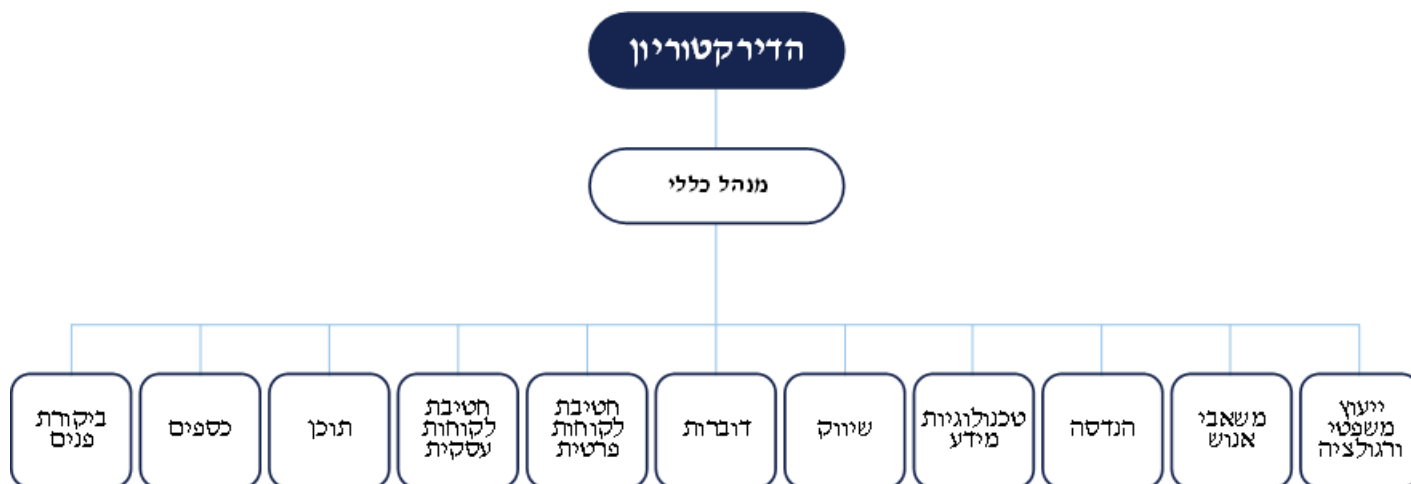 הדירקטוריון
מנהל כללי
ייעוץ
משפטי
ורגולציה
משאבי
אנוש
הנדסה
טכנולוגיות
מידע
שיווק
דוברות
חטיבת
לקוחות
פרטית
חטיבת
לקוחות
עסקית
תוכן
כספים
ביקורת
פנים